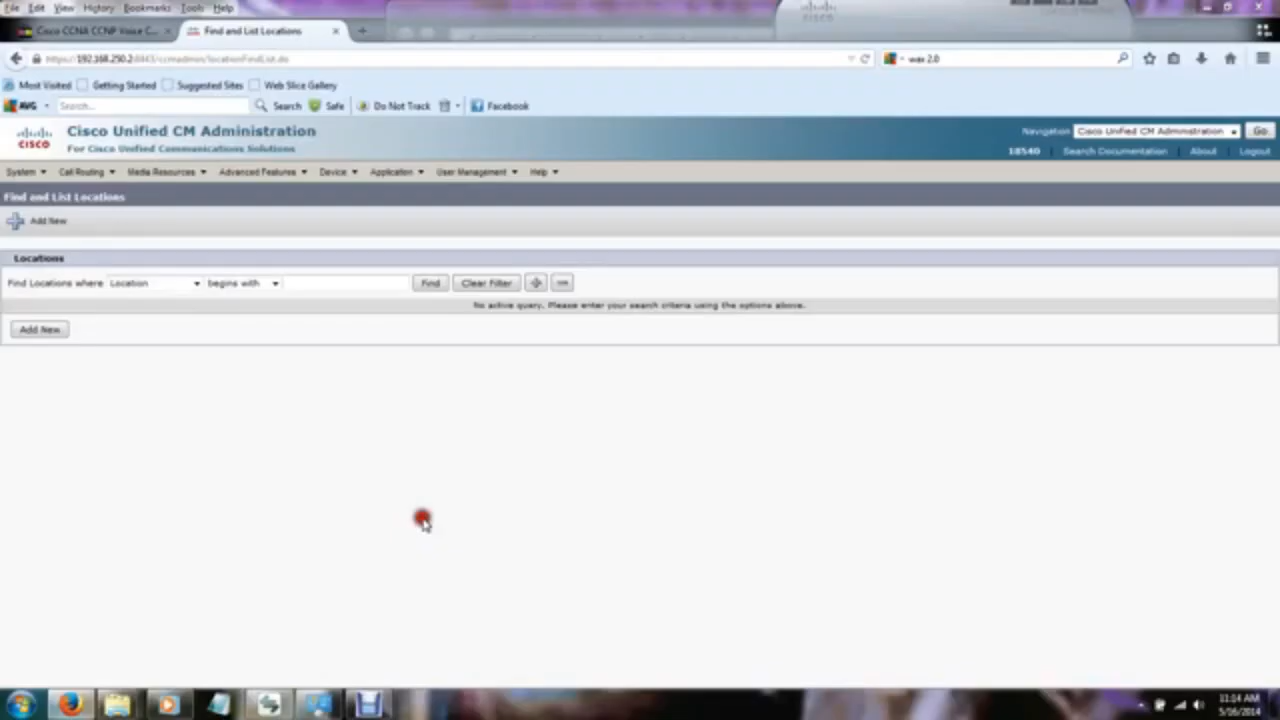 File Edit View History Bookmarks Tools Help
Cisco CCNA CCNP Voice C... × Find and List Locations × +
https://192.168.250.2:8443/ccmadmin/locationFindList.do wax 2.0
Most Visited Getting Started Suggested Sites Web Slice Gallery
AVG Search... Search Safe Do Not Track Facebook
CISCO
Cisco Unified CM Administration
For Cisco Unified Communications Solutions
Navigation Cisco Unified CM Administration Go
18540 | Search Documentation | About | Logout
System Call Routing Media Resources Advanced Features Device Application User Management Help
Find and List Locations
Add New
Locations
Find Locations where Location begins with Find Clear Filter
No active query. Please enter your search criteria using the options above.
Add New
11:04 AM
5/16/2014